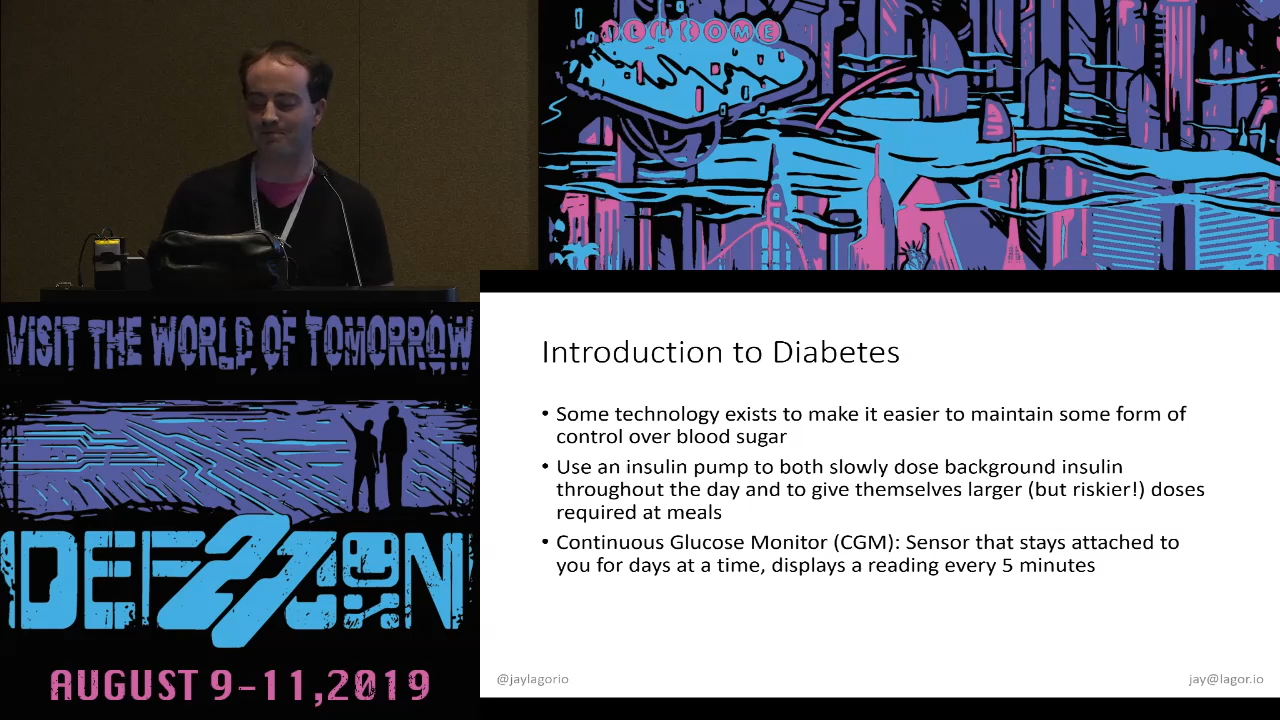 WELCOME
VISIT THE WORLD OF TOMORROW
DEF CON
27
AUGUST 9-11,2019
Introduction to Diabetes
• Some technology exists to make it easier to maintain some form of
control over blood sugar
• Use an insulin pump to both slowly dose background insulin
throughout the day and to give themselves larger (but riskier!) doses
required at meals
• Continuous Glucose Monitor (CGM): Sensor that stays attached to
you for days at a time, displays a reading every 5 minutes
@jaylagorio
jay@lagor.io